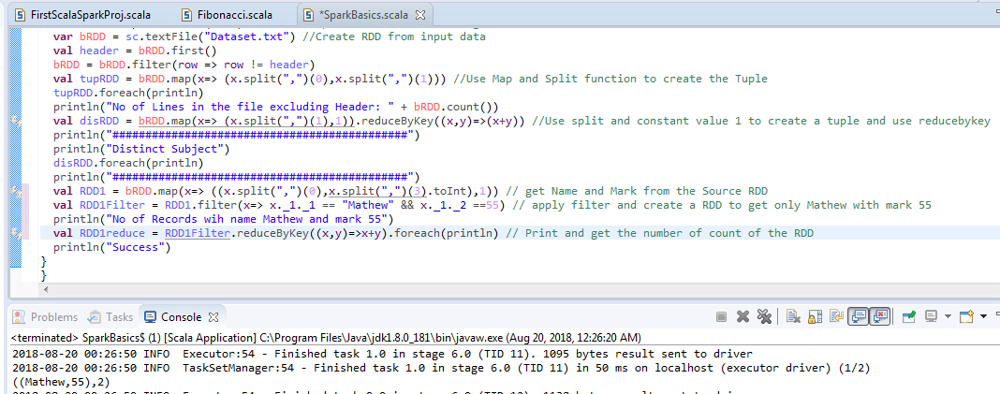 FirstScalaSparkProj.scala Fibonacci.scala *SparkBasics.scala
var bRDD = sc.textFile("Dataset.txt") //Create RDD from input data
val header = bRDD.first()
bRDD = bRDD.filter(row => row != header)
val tupRDD = bRDD.map(x=> (x.split(",")(0),x.split(",")(1))) //Use Map and Split function to create the Tuple
tupRDD.foreach(println)
println("No of Lines in the file excluding Header: " + bRDD.count())
val disRDD = bRDD.map(x=> (x.split(",")(1),1)).reduceByKey((x,y)=>(x+y)) //Use split and constant value 1 to create a tuple and use reducebykey
println("############################################")
println("Distinct Subject")
disRDD.foreach(println)
println("############################################")
val RDD1 = bRDD.map(x=> ((x.split(",")(0),x.split(",")(3).toInt),1)) // get Name and Mark from the Source RDD
val RDD1Filter = RDD1.filter(x=> x._1._1 == "Mathew" && x._1._2 ==55) // apply filter and create a RDD to get only Mathew with mark 55
println("No of Records wih name Mathew and mark 55")
val RDD1reduce = RDD1Filter.reduceByKey((x,y)=>x+y).foreach(println) // Print and get the number of count of the RDD
println("Success")
}
}
Problems Tasks Console
<terminated> SparkBasics$ (1) [Scala Application] C:\Program Files\Java\jdk1.8.0_181\bin\javaw.exe (Aug 20, 2018, 12:26:20 AM)
2018-08-20 00:26:50 INFO Executor:54 - Finished task 1.0 in stage 6.0 (TID 11). 1095 bytes result sent to driver
2018-08-20 00:26:50 INFO TaskSetManager:54 - Finished task 1.0 in stage 6.0 (TID 11) in 50 ms on localhost (executor driver) (1/2)
((Mathew,55),2)